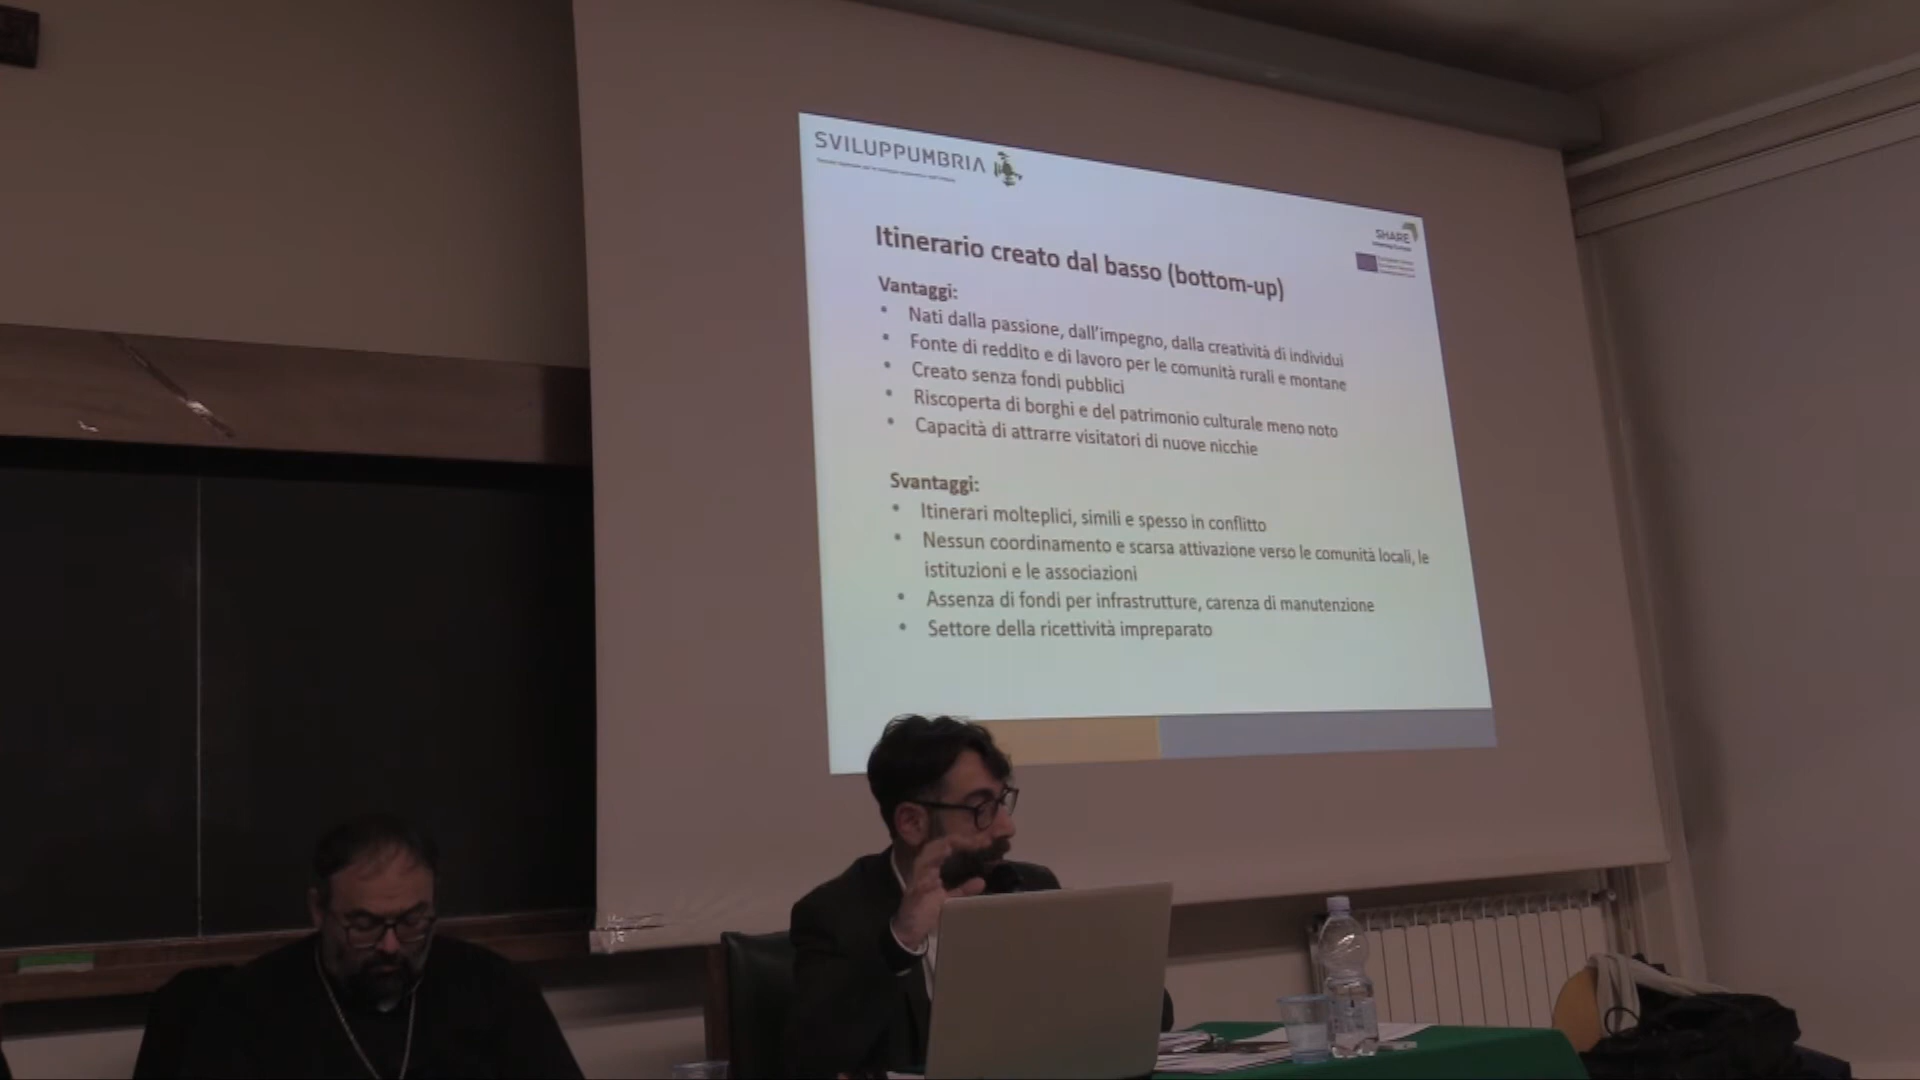 SVILUPPUMBRIA
SHARE
Itinerario creato dal basso (bottom-up)
Vantaggi:
• Nati dalla passione, dall'impegno, dalla creatività di individui
• Fonte di reddito e di lavoro per le comunità rurali e montane
• Creato senza fondi pubblici
• Riscoperta di borghi e del patrimonio culturale meno noto
• Capacità di attrarre visitatori di nuove nicchie
Svantaggi:
• Itinerari molteplici, simili e spesso in conflitto
• Nessun coordinamento e scarsa attivazione verso le comunità locali, le
istituzioni e le associazioni
• Assenza di fondi per infrastrutture, carenza di manutenzione
• Settore della ricettività impreparato